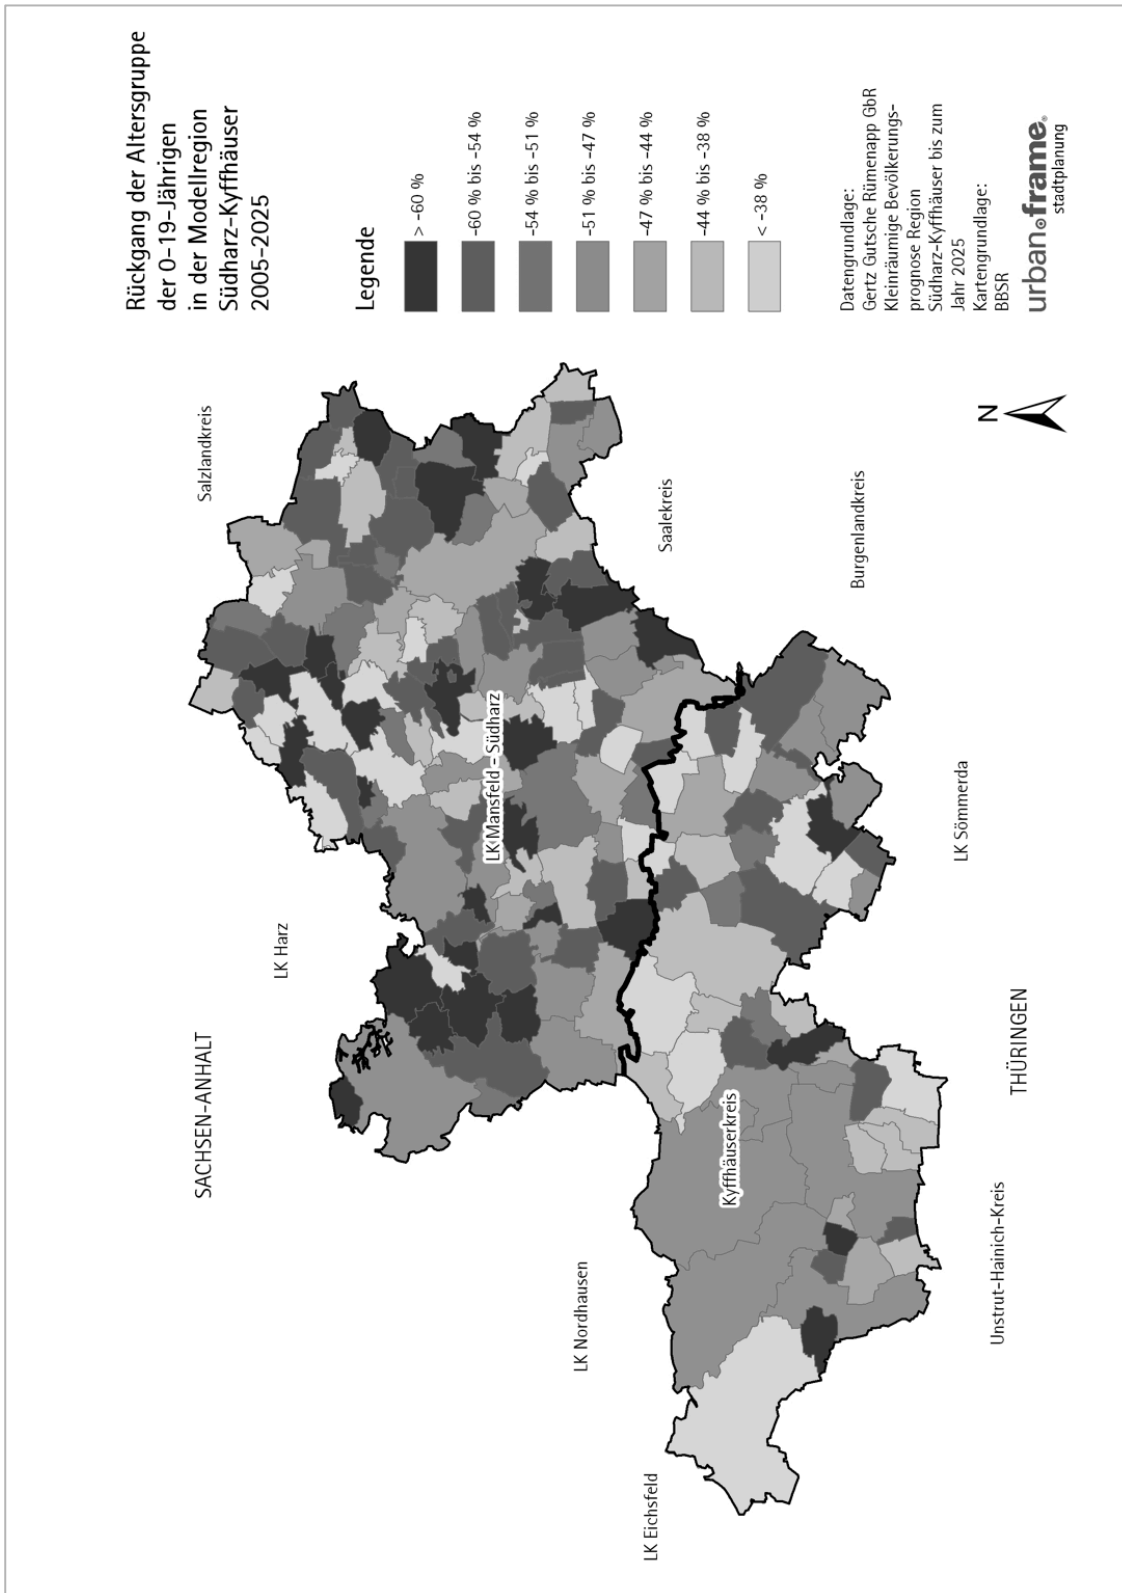 Rückgang der Altersgruppe
der 0-19-Jährigen
in der Modellregion
Südharz-Kyffhäuser
2005-2025
Legende
> -60 %
-60 % bis -54 %
-54 % bis -51 %
-51 % bis -47 %
-47 % bis -44 %
-44 % bis -38 %
< -38 %
Datengrundlage:
Gertz Gutsche Rümenapp GbR
Kleinräumige Bevölkerungs-
prognose Region
Südharz-Kyffhäuser bis zum
Jahr 2025
Kartengrundlage:
BBSR
urban frame®
stadtplanung
N
SACHSEN-ANHALT
LK Harz
Salzlandkreis
LK Mansfeld - Südharz
Saalekreis
Burgenlandkreis
LK Nordhausen
Kyffhäuserkreis
LK Eichsfeld
LK Sömmerda
THÜRINGEN
Unstrut-Hainich-Kreis